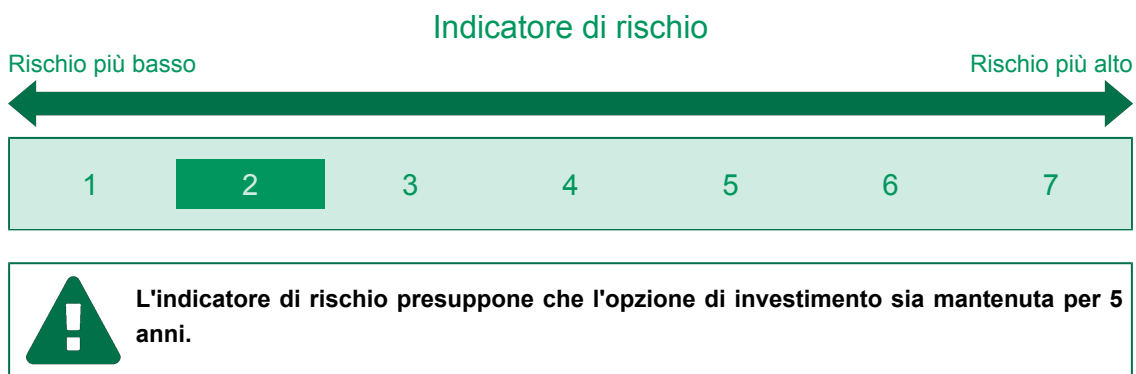 Indicatore di rischio
Rischio più basso Rischio più alto
1 2 3 4 5 6 7
L'indicatore di rischio presuppone che l'opzione di investimento sia mantenuta per 5
anni.